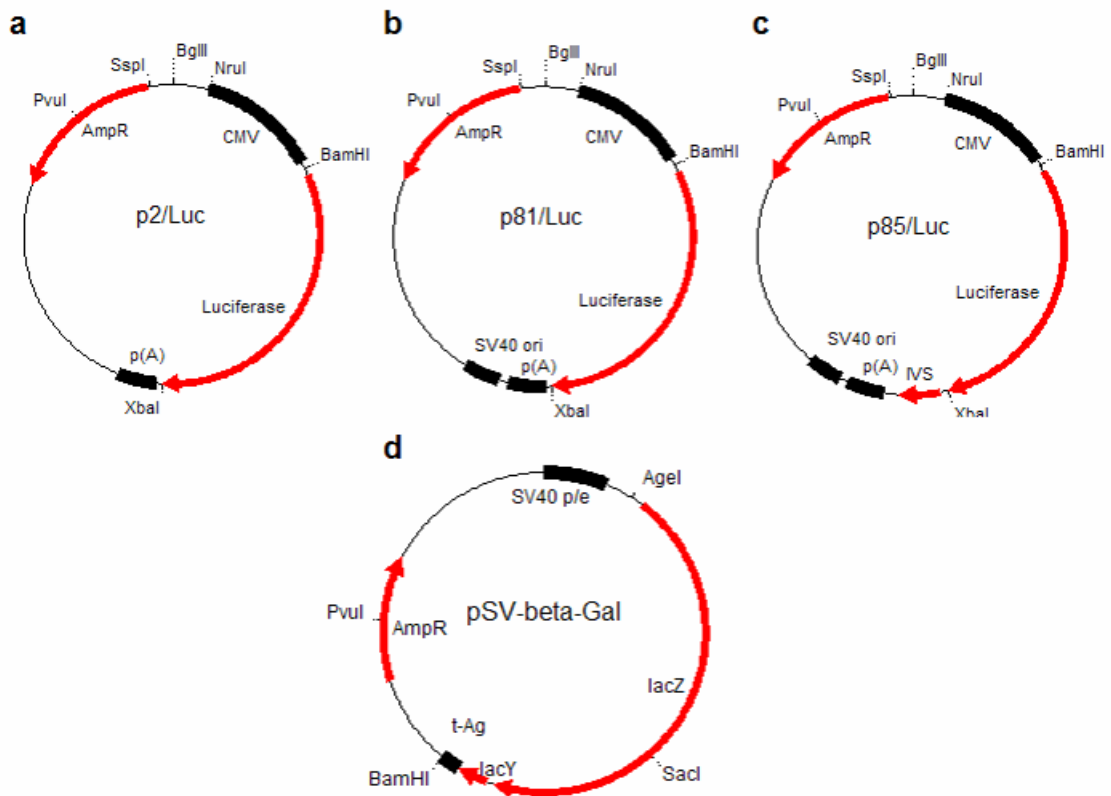 a
BglII
SspI
NruI
PvuI
AmpR
CMV
BamHI
p2/Luc
Luciferase
p(A)
XbaI
b
BglII
SspI
NruI
PvuI
AmpR
CMV
BamHI
p81/Luc
Luciferase
SV40 ori
p(A)
XbaI
c
BglII
SspI
NruI
PvuI
AmpR
CMV
BamHI
p85/Luc
Luciferase
SV40 ori
p(A)
IVS
XbaI
d
SV40 p/e
AgeI
PvuI
AmpR
pSV-beta-Gal
lacZ
t-Ag
lacY
BamHI
SacI